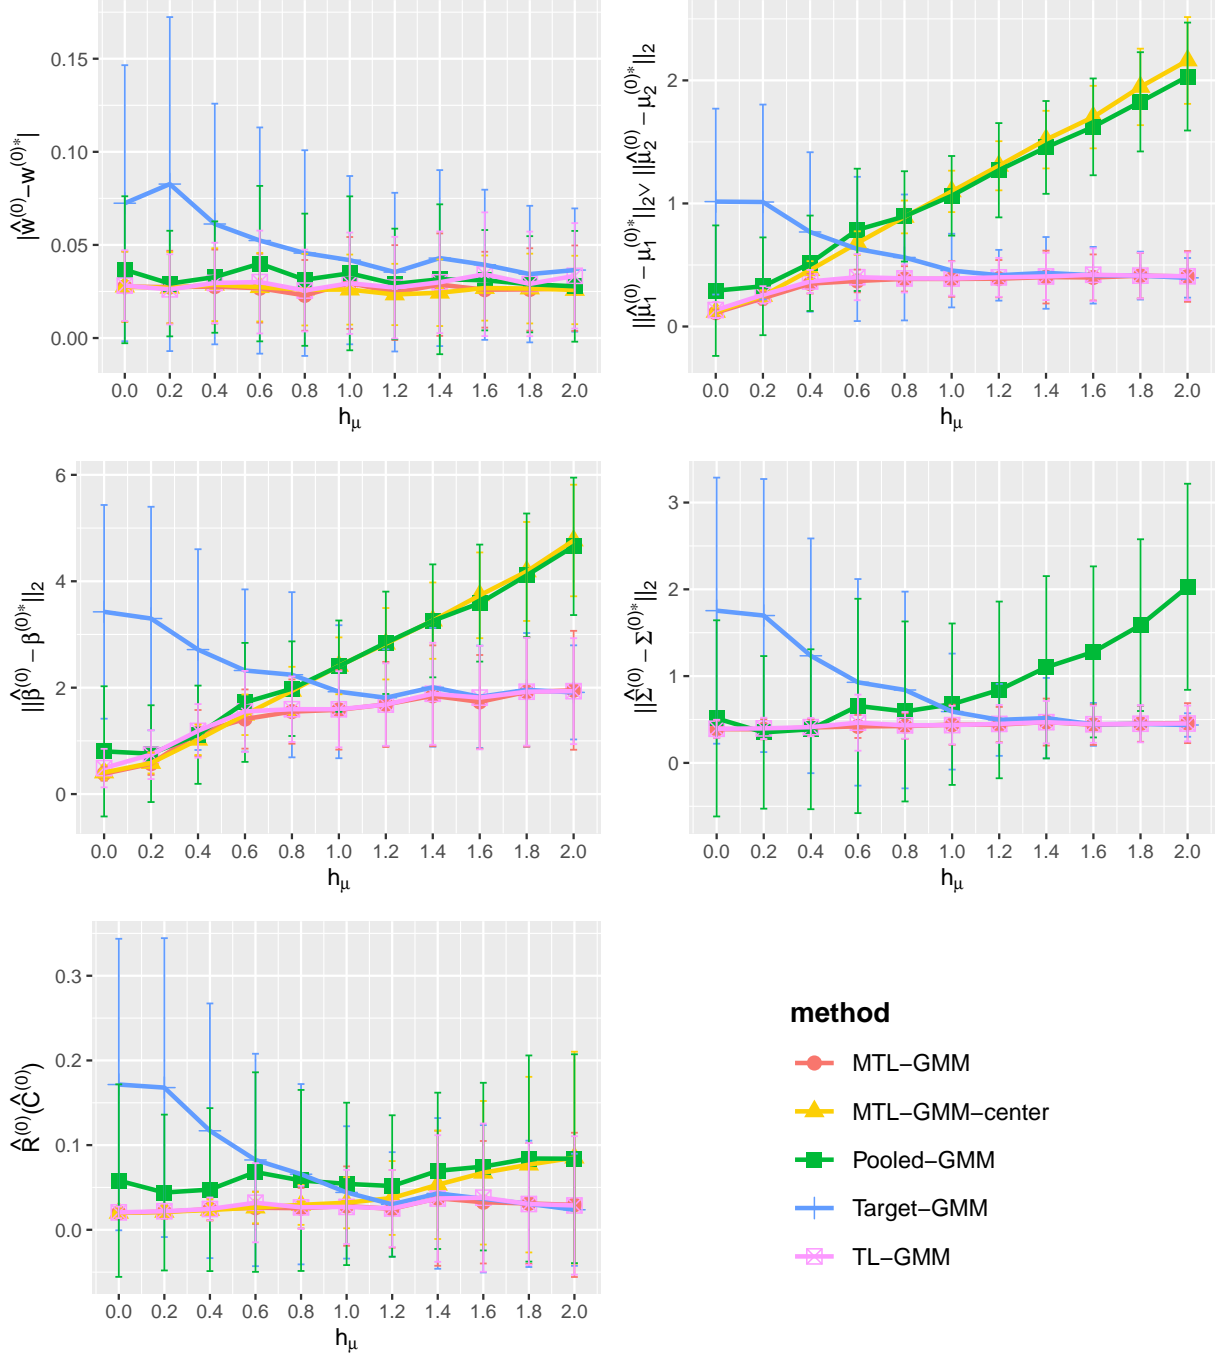 |ŵ⁽⁰⁾−w⁽⁰⁾*|
0.15
0.10
0.05
0.00
0.0 0.2 0.4 0.6 0.8 1.0 1.2 1.4 1.6 1.8 2.0
h_μ
||μ̂₁⁽⁰⁾ − μ₁⁽⁰⁾*||₂ ∨ ||μ̂₂⁽⁰⁾ − μ₂⁽⁰⁾*||₂
2
1
0
0.0 0.2 0.4 0.6 0.8 1.0 1.2 1.4 1.6 1.8 2.0
h_μ
||β̂⁽⁰⁾ − β⁽⁰⁾*||₂
6
4
2
0
0.0 0.2 0.4 0.6 0.8 1.0 1.2 1.4 1.6 1.8 2.0
h_μ
||Σ̂⁽⁰⁾ − Σ⁽⁰⁾*||₂
3
2
1
0
0.0 0.2 0.4 0.6 0.8 1.0 1.2 1.4 1.6 1.8 2.0
h_μ
R̂⁽⁰⁾(Ĉ⁽⁰⁾)
0.3
0.2
0.1
0.0
0.0 0.2 0.4 0.6 0.8 1.0 1.2 1.4 1.6 1.8 2.0
h_μ
method
MTL−GMM
MTL−GMM−center
Pooled−GMM
Target−GMM
TL−GMM